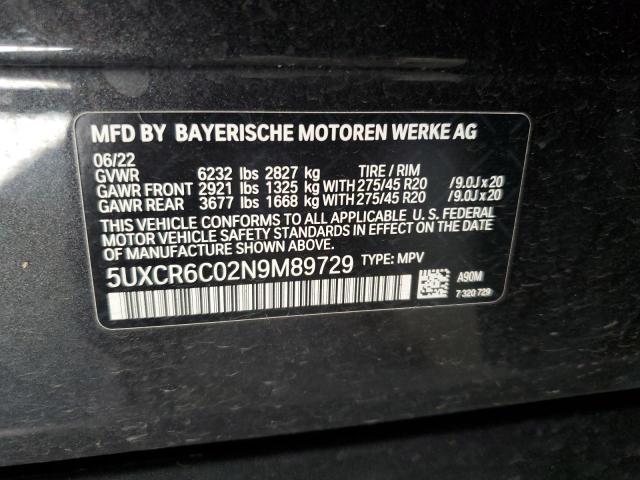 MFD BY BAYERISCHE MOTOREN WERKE AG
06/22
GVWR 6232 lbs 2827 kg TIRE / RIM
GAWR FRONT 2921 lbs 1325 kg WITH 275/45 R20 / 9.0J x 20
GAWR REAR 3677 lbs 1668 kg WITH 275/45 R20 / 9.0J x 20
THIS VEHICLE CONFORMS TO ALL APPLICABLE U. S. FEDERAL
MOTOR VEHICLE SAFETY STANDARDS IN EFFECT ON THE DATE
OF MANUFACTURE SHOWN ABOVE.
5UXCR6C02N9M89729 TYPE: MPV
A90M
7 320 729